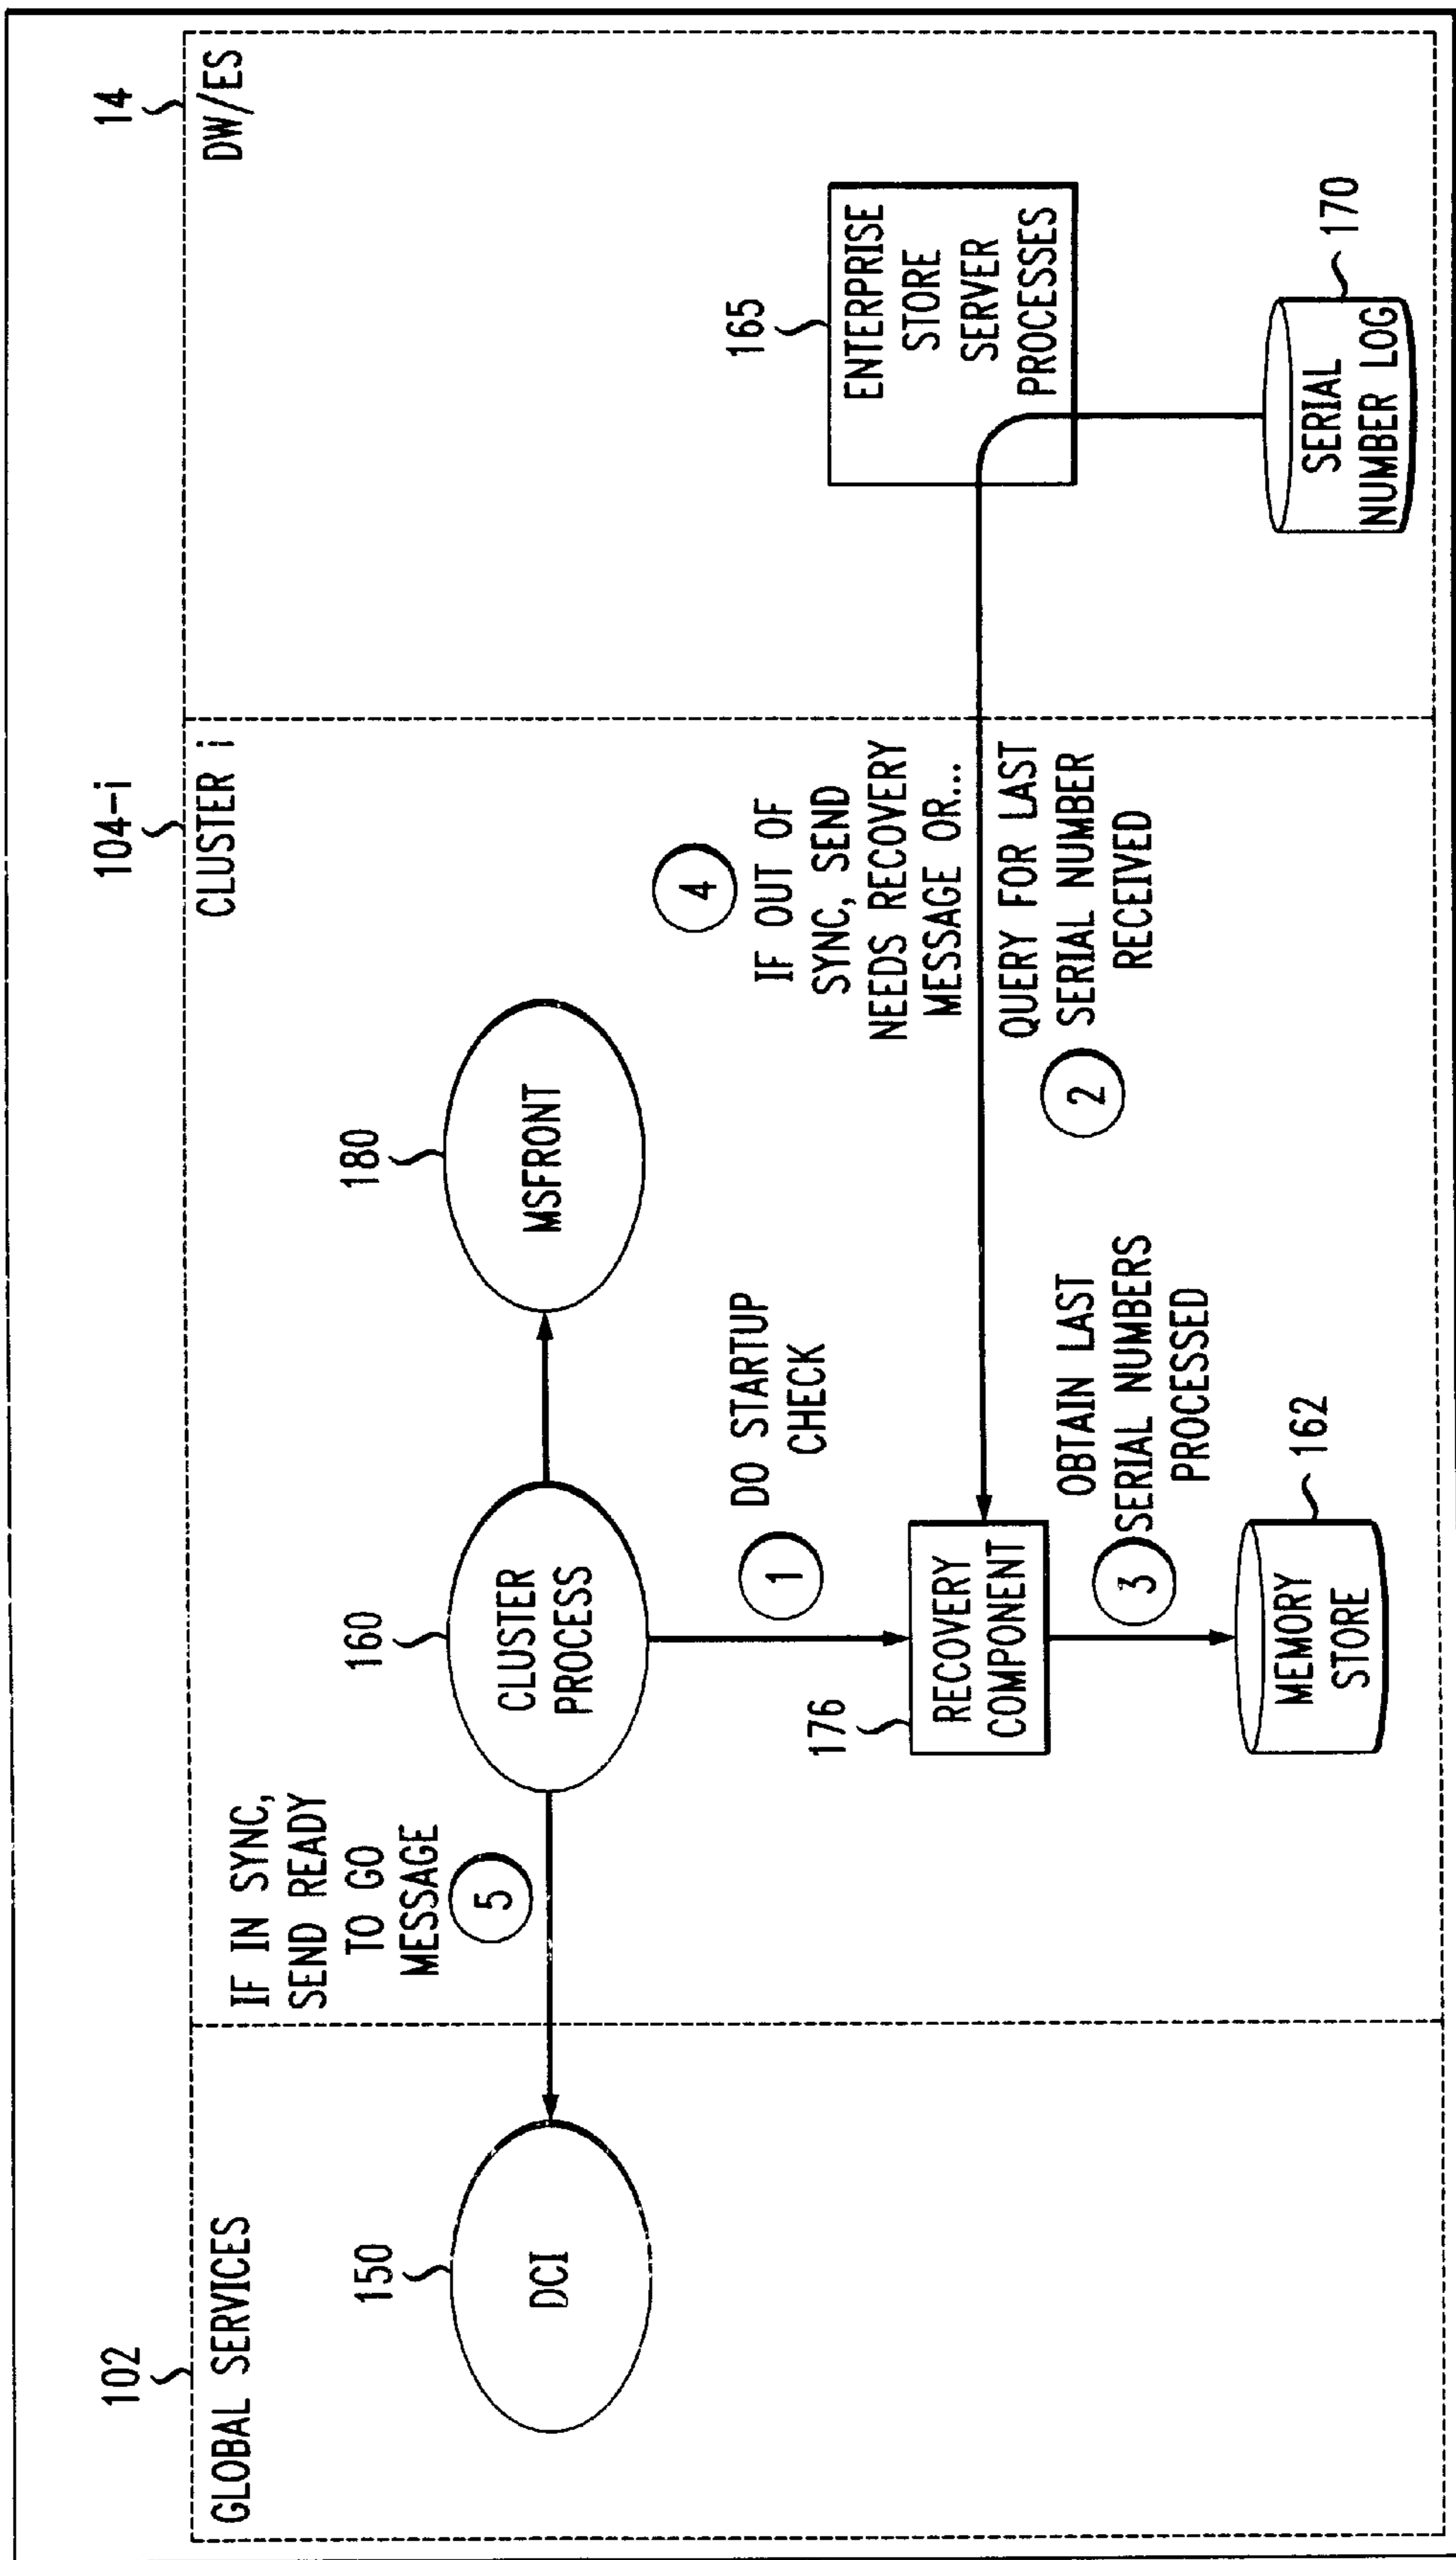 102
GLOBAL SERVICES
150
DCI
104-i
CLUSTER i
IF IN SYNC,
SEND READY
TO GO
MESSAGE
5
160
CLUSTER
PROCESS
180
MSFRONT
1
DO STARTUP
CHECK
176
RECOVERY
COMPONENT
3
OBTAIN LAST
SERIAL NUMBERS
PROCESSED
162
MEMORY
STORE
4
IF OUT OF
SYNC, SEND
NEEDS RECOVERY
MESSAGE OR...
2
QUERY FOR LAST
SERIAL NUMBER
RECEIVED
14
DW/ES
165
ENTERPRISE
STORE
SERVER
PROCESSES
170
SERIAL
NUMBER LOG